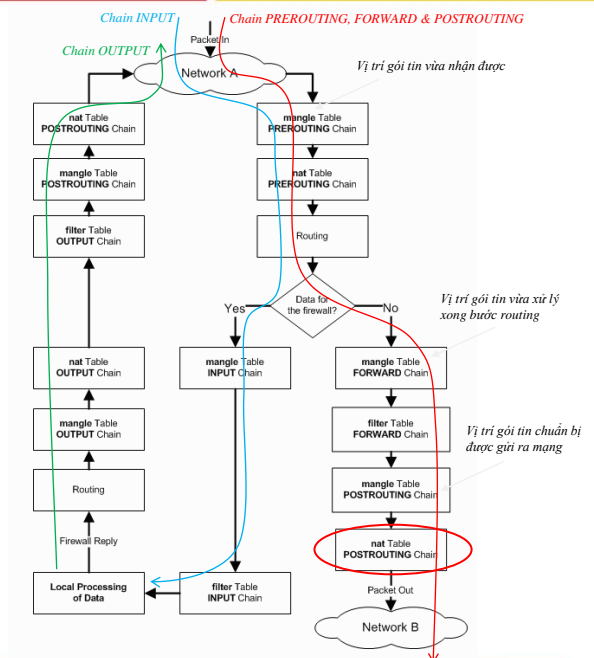 Chain INPUT
Chain PREROUTING, FORWARD & POSTROUTING
Packet In
Chain OUTPUT
Network A
Vị trí gói tin vừa nhận được
nat Table
POSTROUTING Chain
mangle Table
PREROUTING Chain
mangle Table
POSTROUTING Chain
nat Table
PREROUTING Chain
filter Table
OUTPUT Chain
Routing
Data for
the firewall?
Yes
No
Vị trí gói tin vừa xử lý
xong bước routing
nat Table
OUTPUT Chain
mangle Table
INPUT Chain
mangle Table
FORWARD Chain
mangle Table
OUTPUT Chain
filter Table
FORWARD Chain
Vị trí gói tin chuẩn bị
được gửi ra mạng
Routing
mangle Table
POSTROUTING Chain
Firewall Reply
nat Table
POSTROUTING Chain
Local Processing
of Data
filter Table
INPUT Chain
Packet Out
Network B